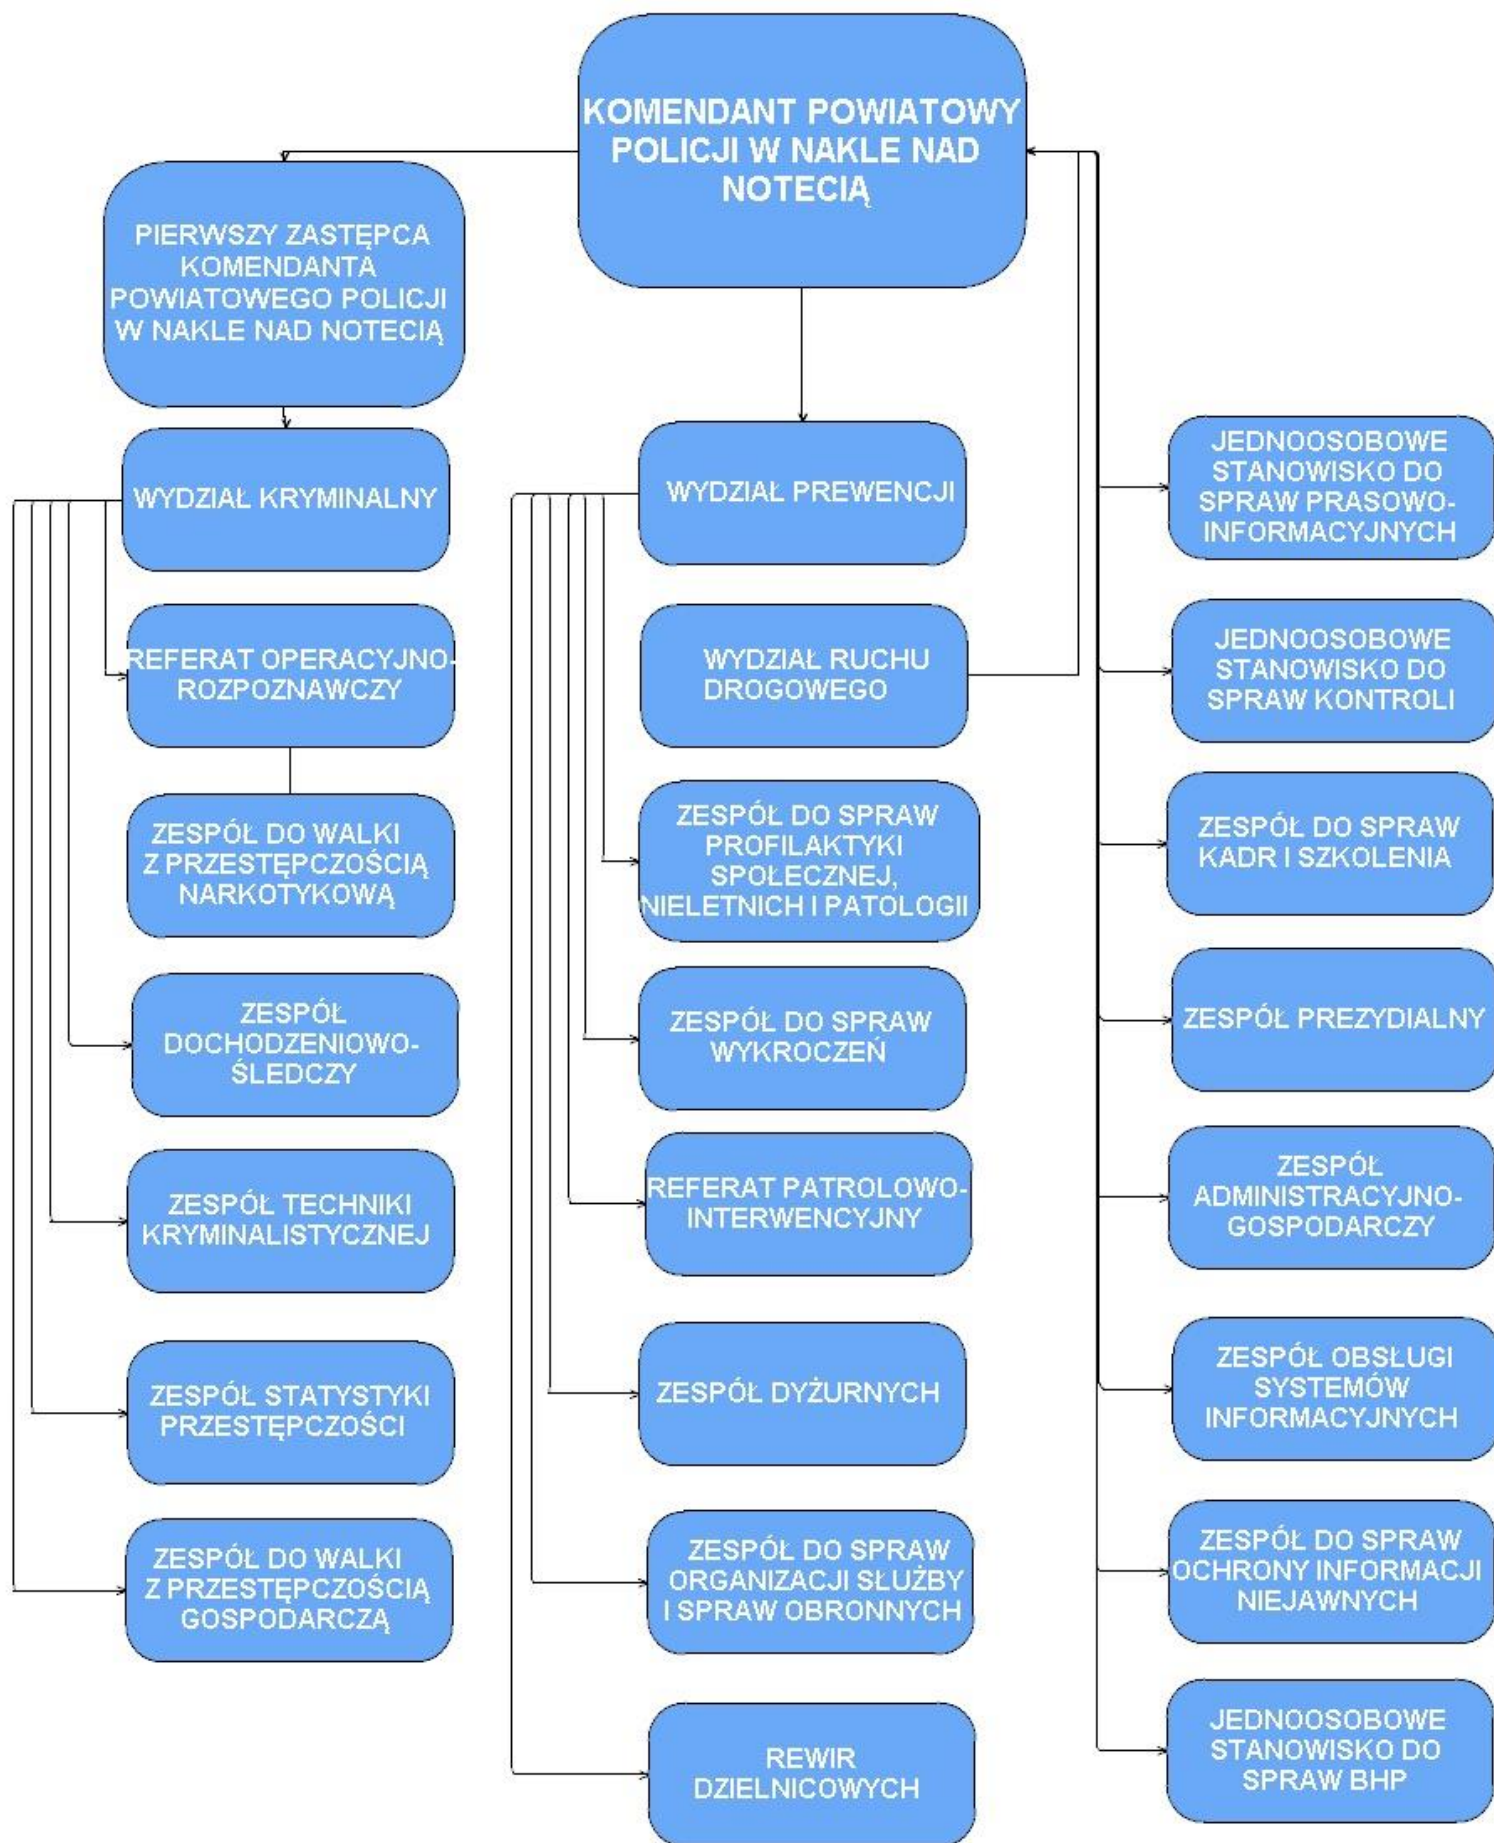 KOMENDANT POWIATOWY
POLICJI W NAKLE NAD
NOTECIĄ
PIERWSZY ZASTĘPCA
KOMENDANTA
POWIATOWEGO POLICJI
W NAKLE NAD NOTECIĄ
WYDZIAŁ KRYMINALNY
REFERAT OPERACYJNO-
ROZPOZNAWCZY
ZESPÓŁ DO WALKI
Z PRZESTĘPCZOŚCIĄ
NARKOTYKOWĄ
ZESPÓŁ
DOCHODZENIOWO-
ŚLEDCZY
ZESPÓŁ TECHNIKI
KRYMINALISTYCZNEJ
ZESPÓŁ STATYSTYKI
PRZESTĘPCZOŚCI
ZESPÓŁ DO WALKI
Z PRZESTĘPCZOŚCIĄ
GOSPODARCZĄ
WYDZIAŁ PREWENCJI
WYDZIAŁ RUCHU
DROGOWEGO
ZESPÓŁ DO SPRAW
PROFILAKTYKI
SPOŁECZNEJ,
NIELETNICH I PATOLOGII
ZESPÓŁ DO SPRAW
WYKROCZEŃ
REFERAT PATROLOWO-
INTERWENCYJNY
ZESPÓŁ DYŻURNYCH
ZESPÓŁ DO SPRAW
ORGANIZACJI SŁUŻBY
I SPRAW OBRONNYCH
REWIR
DZIELNICOWYCH
JEDNOOSOBOWE
STANOWISKO DO
SPRAW PRASOWO-
INFORMACYJNYCH
JEDNOOSOBOWE
STANOWISKO DO
SPRAW KONTROLI
ZESPÓŁ DO SPRAW
KADR I SZKOLENIA
ZESPÓŁ PREZYDIALNY
ZESPÓŁ
ADMINISTRACYJNO-
GOSPODARCZY
ZESPÓŁ OBSŁUGI
SYSTEMÓW
INFORMACYJNYCH
ZESPÓŁ DO SPRAW
OCHRONY INFORMACJI
NIEJAWNYCH
JEDNOOSOBOWE
STANOWISKO DO
SPRAW BHP